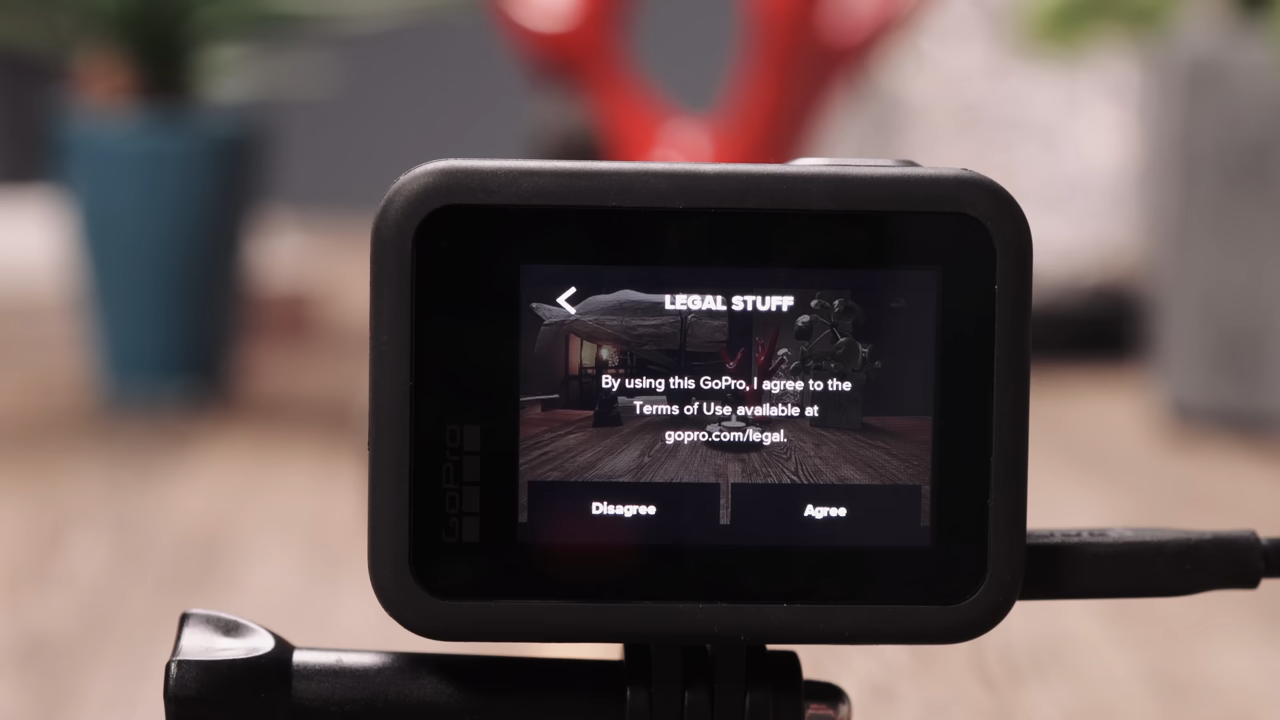 LEGAL STUFF
By using this GoPro, I agree to the
Terms of Use available at
gopro.com/legal.
Disagree
Agree
GoPro